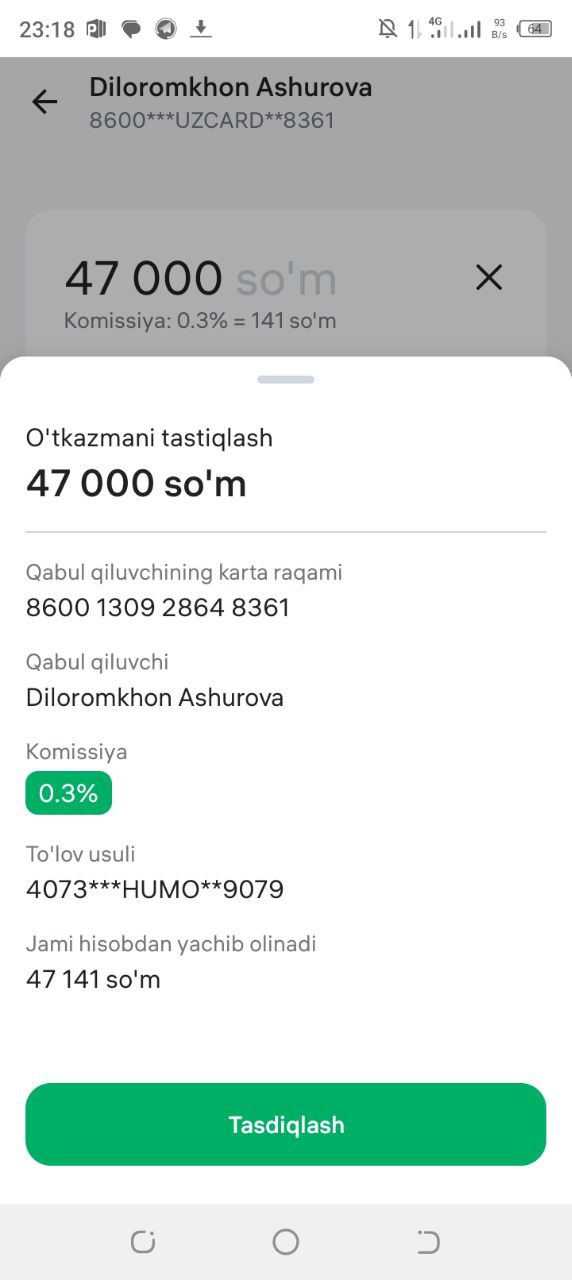 23:18
4G
93
B/s
64
Diloromkhon Ashurova
8600***UZCARD**8361
47 000 so'm
Komissiya: 0.3% = 141 so'm
O'tkazmani tastiqlash
47 000 so'm
Qabul qiluvchining karta raqami
8600 1309 2864 8361
Qabul qiluvchi
Diloromkhon Ashurova
Komissiya
0.3%
To'lov usuli
4073***HUMO**9079
Jami hisobdan yachib olinadi
47 141 so'm
Tasdiqlash